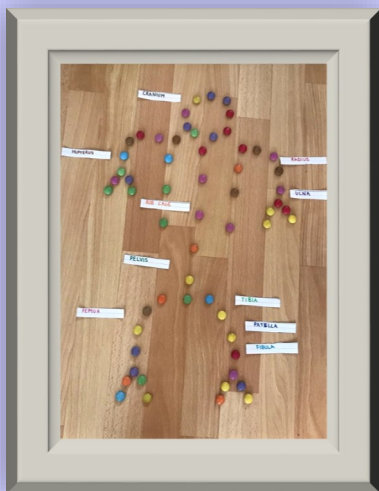 CRANIUM
HUMERUS
RADIUS
ULNA
RIB CAGE
PELVIS
TIBIA
FEMUR
PATELLA
FIBULA